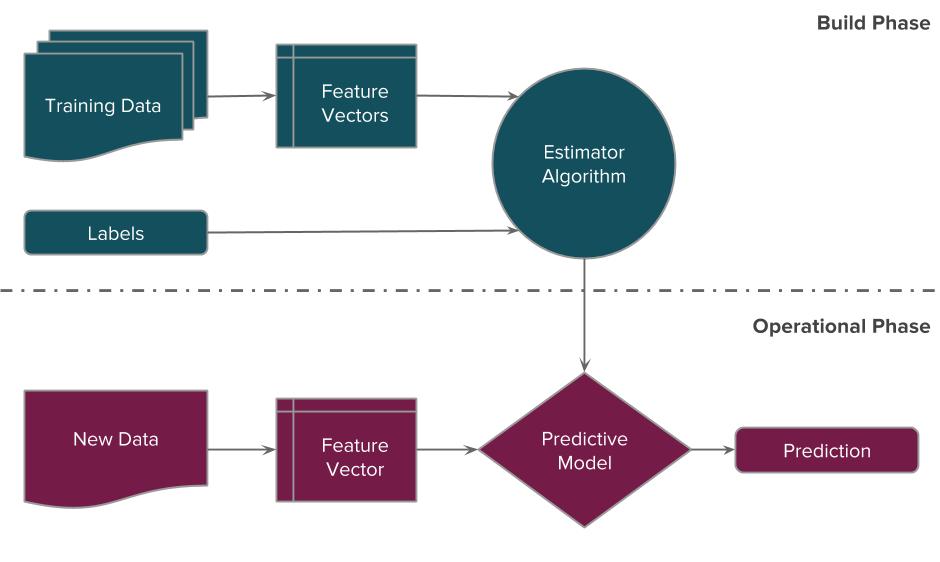 Build Phase
Training Data
Feature
Vectors
Estimator
Algorithm
Labels
Operational Phase
New Data
Feature
Vector
Predictive
Model
Prediction